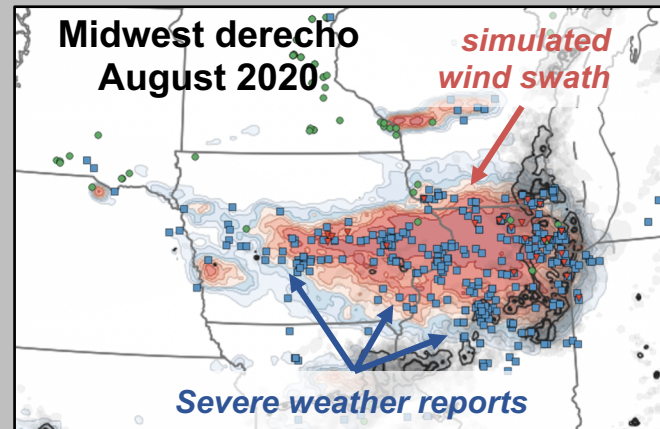 Midwest derecho
August 2020
simulated
wind swath
Severe weather reports